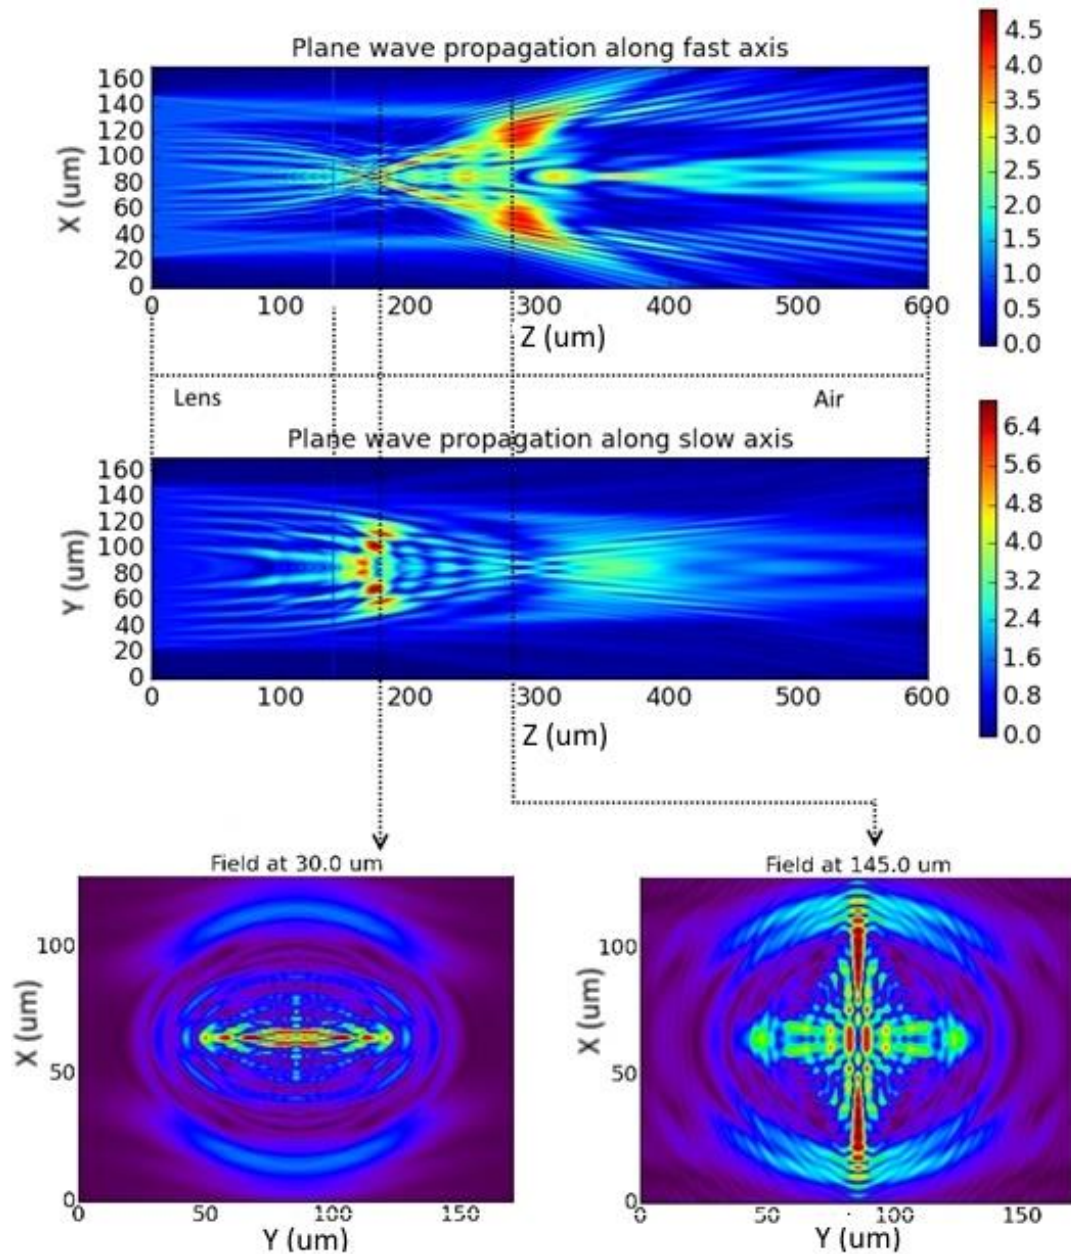 Plane wave propagation along fast axis
X (um)
160
140
120
100
80
60
40
20
0
0 100 200 300 400 500 600
Z (um)
4.5
4.0
3.5
3.0
2.5
2.0
1.5
1.0
0.5
0.0
Lens Air
Plane wave propagation along slow axis
Y (um)
160
140
120
100
80
60
40
20
0
0 100 200 300 400 500 600
Z (um)
6.4
5.6
4.8
4.0
3.2
2.4
1.6
0.8
0.0
Field at 30.0 um
X (um)
100
50
0
0 50 100 150
Y (um)
Field at 145.0 um
X (um)
100
50
0
0 50 100 150
Y (um)